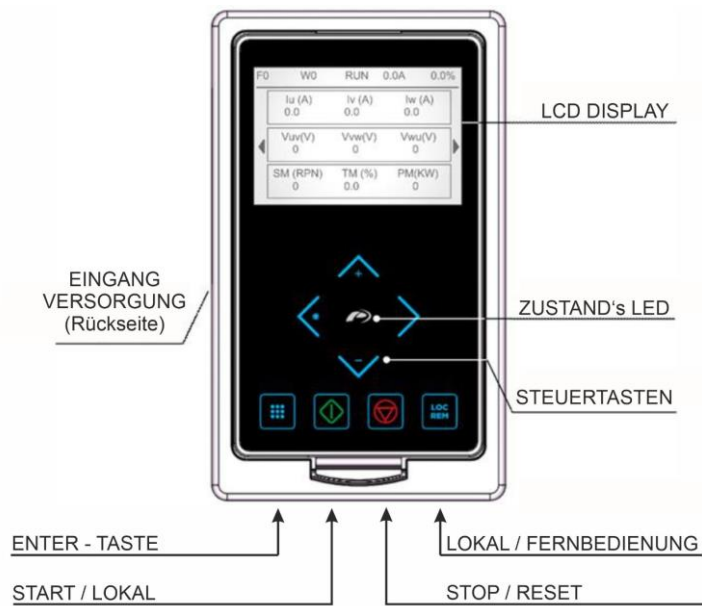 F0 W0 RUN 0.0A 0.0%
Iu (A) Iv (A) Iw (A)
0.0 0.0 0.0
Vuv(V) Vvw(V) Vwu(V)
0 0 0
SM (RPN) TM (%) PM(KW)
0 0.0 0
LCD DISPLAY
EINGANG
VERSORGUNG
(Rückseite)
+
-
ZUSTAND‘s LED
STEUERTASTEN
LOC
REM
ENTER - TASTE
LOKAL / FERNBEDIENUNG
START / LOKAL
STOP / RESET